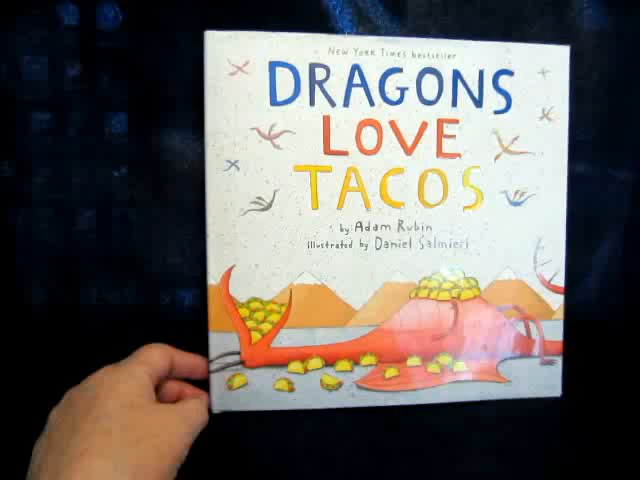 New York Times bestseller
DRAGONS
LOVE
TACOS
by Adam Rubin
illustrated by Daniel Salmieri